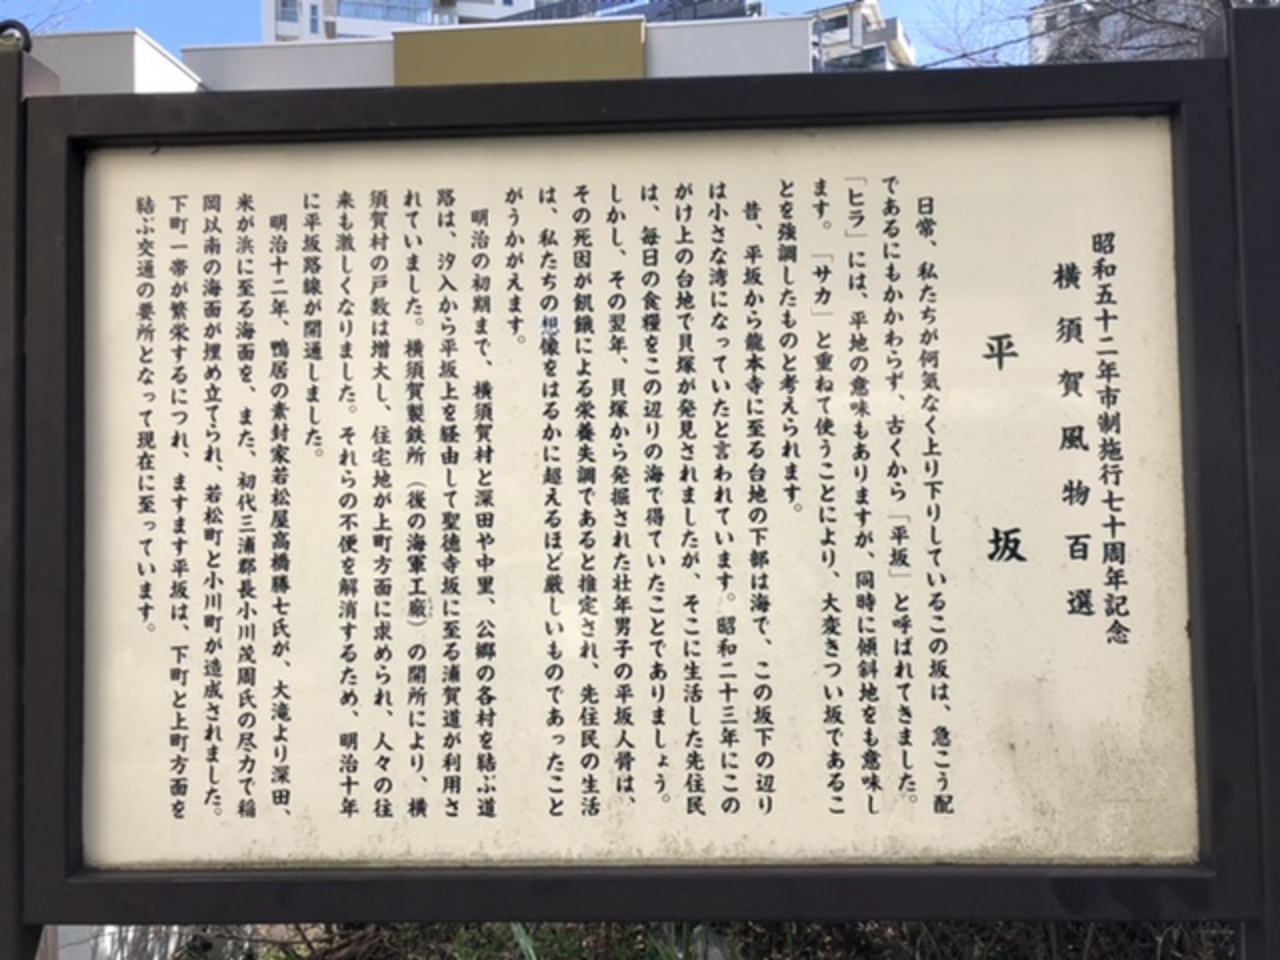 昭和五十二年市制施行七十周年記念
横須賀風物百選
平坂
日常、私たちが何気なく上り下りしているこの坂は、急こう配
であるにもかかわらず、古くから「平坂」と呼ばれてきました。
「ヒラ」には、平地の意味もありますが、同時に傾斜地をも意味し
ます。「サカ」と重ねて使うことにより、大変きつい坂であるこ
とを強調したものと考えられます。
昔、平坂から龍本寺に至る台地の下部は海で、この坂下の辺り
は小さな湾になっていたと言われています。昭和二十三年にこの
がけ上の台地で貝塚が発見されましたが、そこに生活した先住民
は、毎日の食糧をこの辺りの海で得ていたことでありましょう。
しかし、その翌年、貝塚から発掘された壮年男子の平坂人骨は、
その死因が飢餓による栄養失調であると推定され、先住民の生活
は、私たちの想像をはるかに超えるほど厳しいものであったこと
がうかがえます。
明治の初期まで、横須賀村と深田や中里、公郷の各村を結ぶ道
路は、汐入から平坂上を経由して聖徳寺坂に至る浦賀道が利用さ
れていました。横須賀製鉄所（後の海軍工廠）の開所により、横
須賀村の戸数は増大し、住宅地が上町方面に求められ、人々の往
来も激しくなりました。それらの不便を解消するため、明治十年
に平坂路線が開通しました。
明治十二年、鴨居の素封家若松屋高橋勝七氏が、大滝より深田、
米が浜に至る海面を、また、初代三浦郡長小川茂周氏の尽力で稲
岡以南の海面が埋め立てられ、若松町と小川町が造成されました。
下町一帯が繁栄するにつれ、ますます平坂は、下町と上町方面を
結ぶ交通の要所となって現在に至っています。